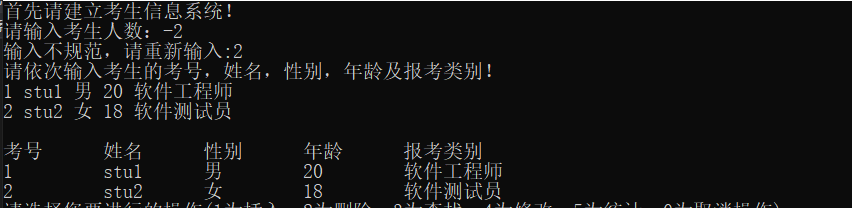 首先请建立考生信息系统!
请输入考生人数: -2
输入不规范, 请重新输入:2
请依次输入考生的考号, 姓名, 性别, 年龄及报考类别!
1 stu1 男 20 软件工程师
2 stu2 女 18 软件测试员
考号 姓名 性别 年龄 报考类别
1 stu1 男 20 软件工程师
2 stu2 女 18 软件测试员
请选择您要进行的操作(1为插入, 2为删除, 3为查找, 4为修改, 5为统计, 0为取消操作)